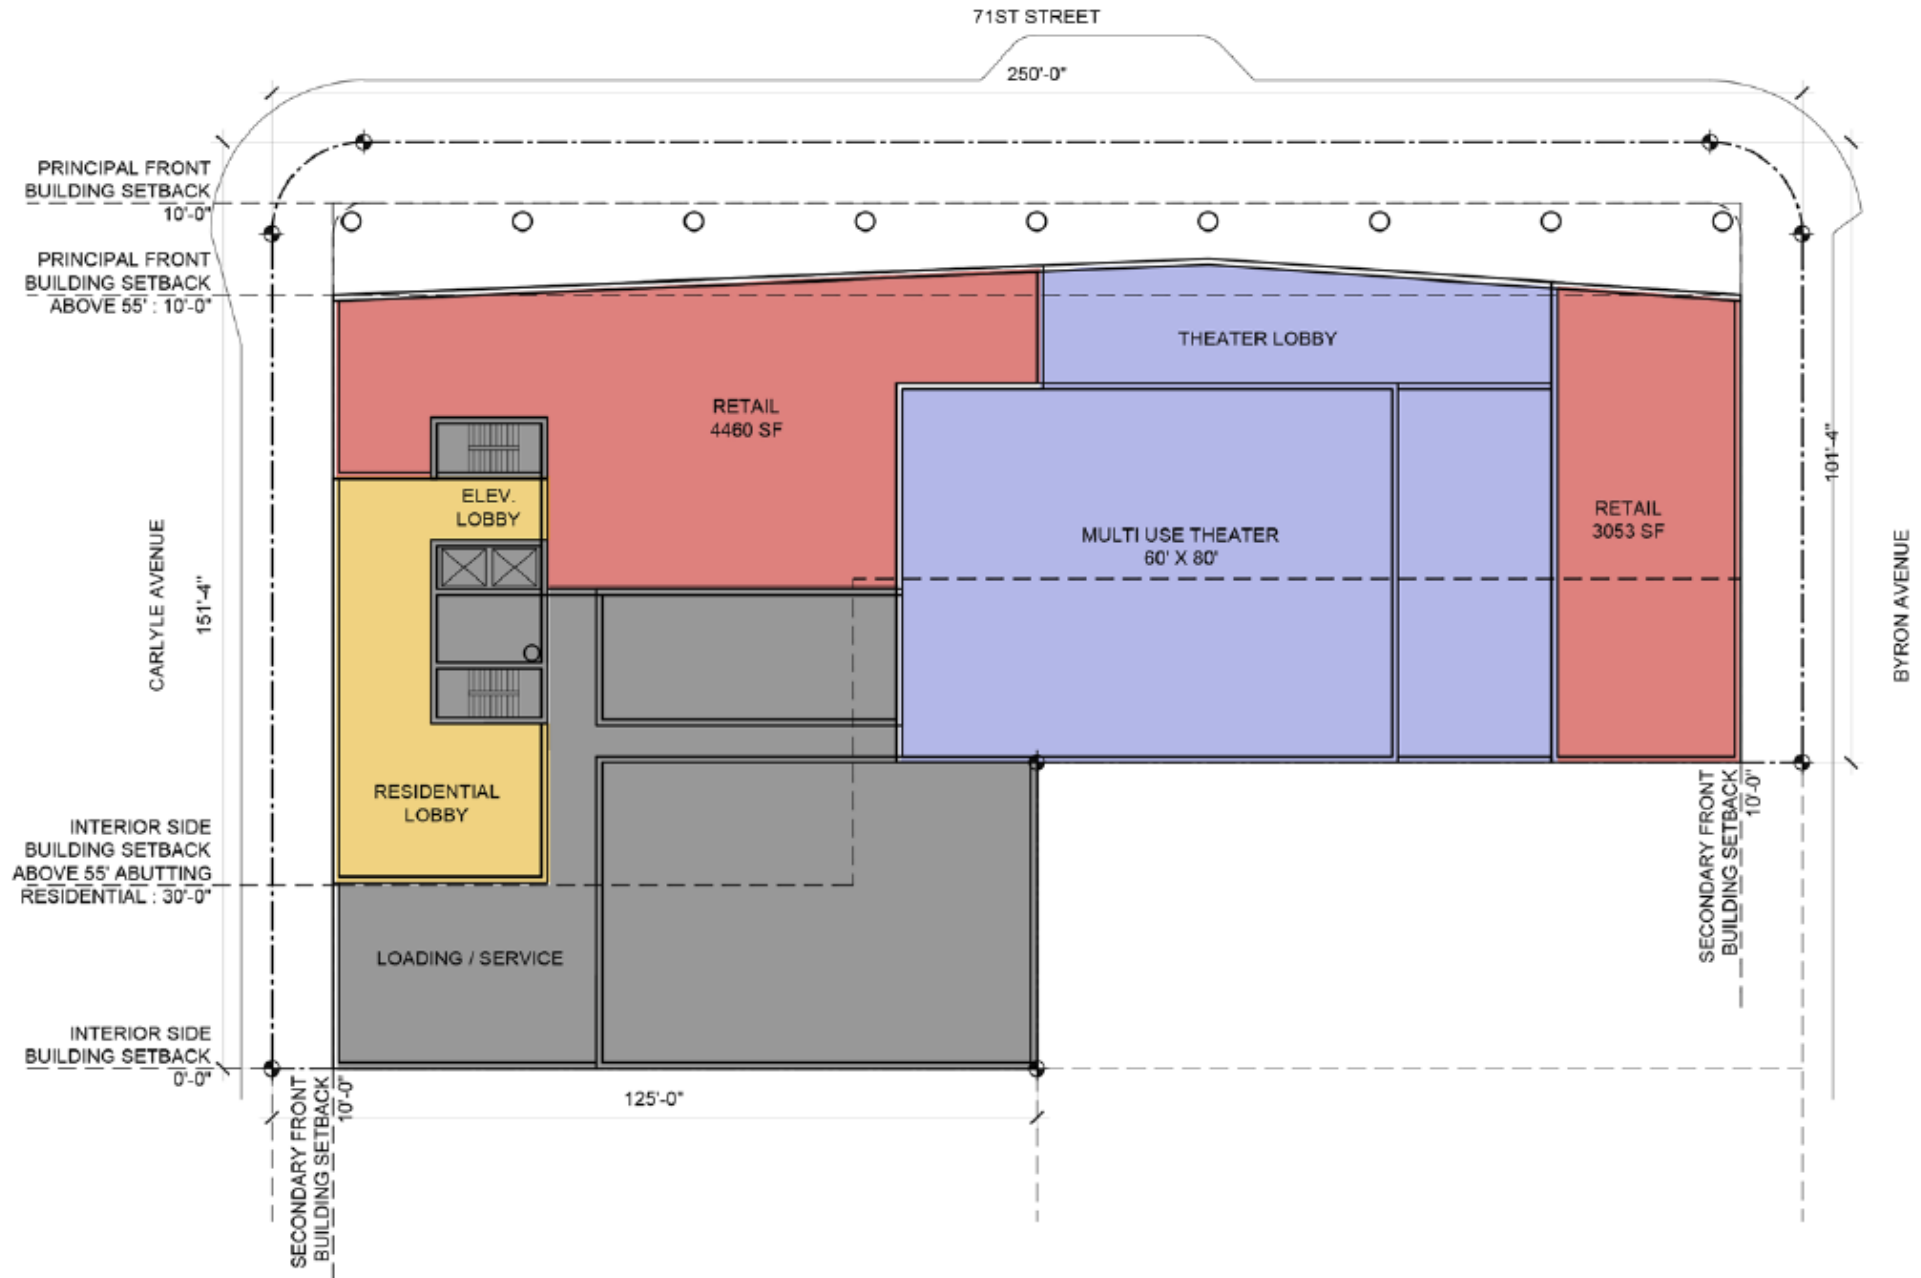 71ST STREET
250'-0"
PRINCIPAL FRONT
BUILDING SETBACK
10'-0"
PRINCIPAL FRONT
BUILDING SETBACK
ABOVE 55' : 10'-0"
THEATER LOBBY
RETAIL
4460 SF
101'-4"
ELEV.
LOBBY
RETAIL
3053 SF
MULTI USE THEATER
60' X 80'
CARLYLE AVENUE
151'-4"
BYRON AVENUE
RESIDENTIAL
LOBBY
SECONDARY FRONT
BUILDING SETBACK
10'-0"
INTERIOR SIDE
BUILDING SETBACK
ABOVE 55' ABUTTING
RESIDENTIAL : 30'-0"
LOADING / SERVICE
INTERIOR SIDE
BUILDING SETBACK
0'-0"
125'-0"
SECONDARY FRONT
BUILDING SETBACK
10'-0"